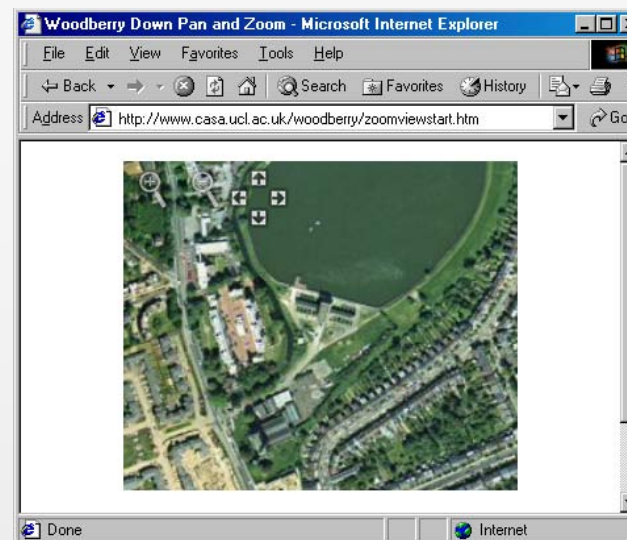 Woodberry Down Pan and Zoom - Microsoft Internet Explorer
File Edit View Favorites Tools Help
Back Search Favorites History
Address http://www.casa.ucl.ac.uk/woodberry/zoomviewstart.htm Go
Done Internet